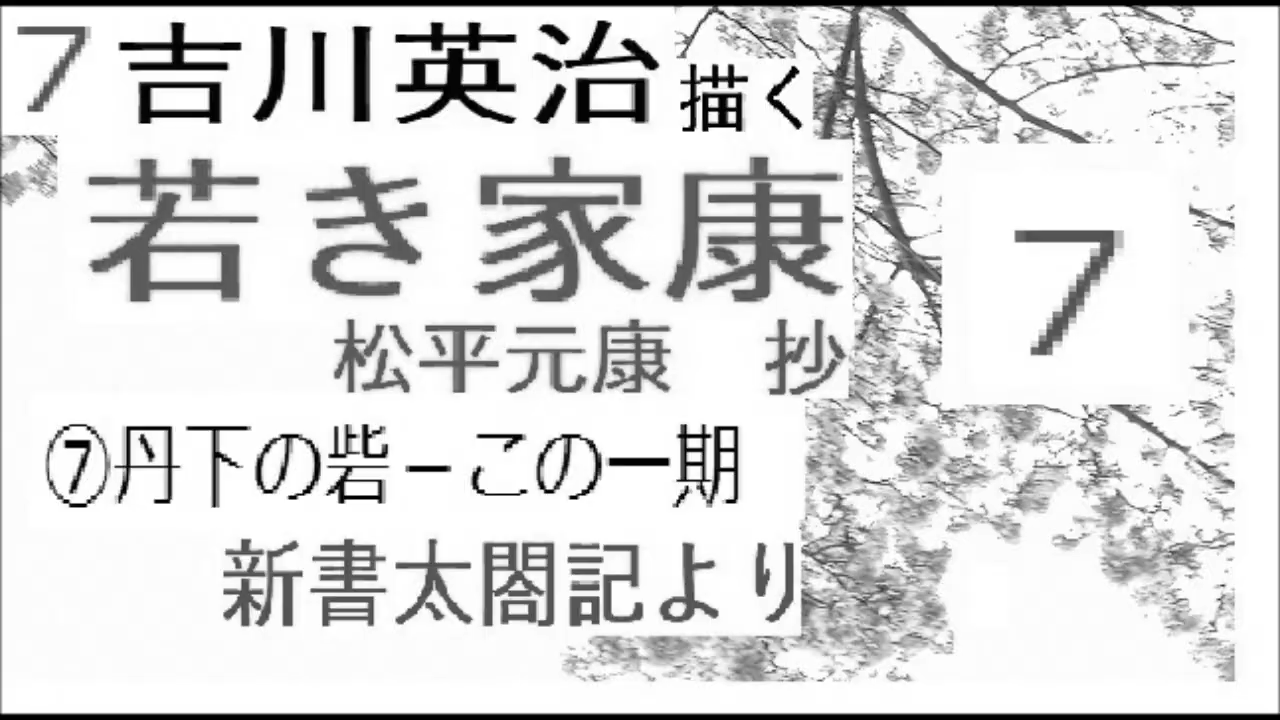 7 吉川英治 描く
若き家康
7
松平元康 抄
⑦丹下の砦－この一期
新書太閤記より